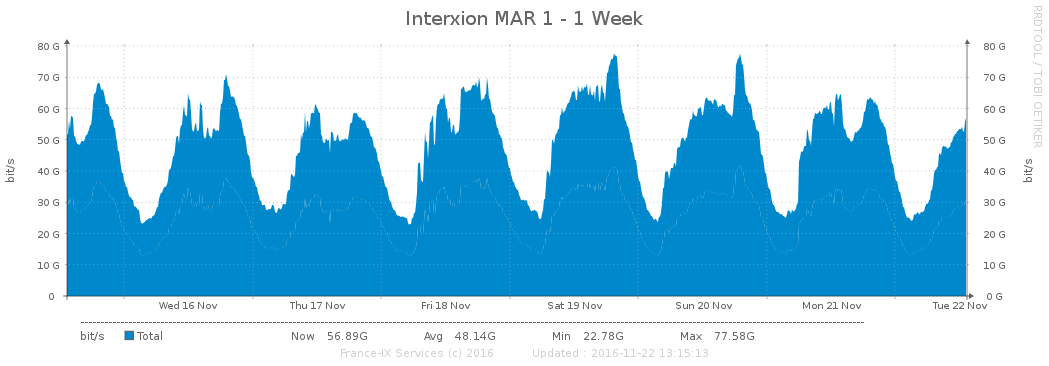 Interxion MAR 1 - 1 Week
RRDTOOL / TOBI OETIKER
80 G 80 G
70 G 70 G
60 G 60 G
50 G 50 G
40 G 40 G
30 G 30 G
20 G 20 G
10 G 10 G
0 0 G
bit/s
bit/s
Wed 16 Nov Thu 17 Nov Fri 18 Nov Sat 19 Nov Sun 20 Nov Mon 21 Nov Tue 22 Nov
bit/s Total Now 56.89G Avg 48.14G Min 22.78G Max 77.58G
France-IX Services (c) 2016 Updated : 2016-11-22 13:15:13